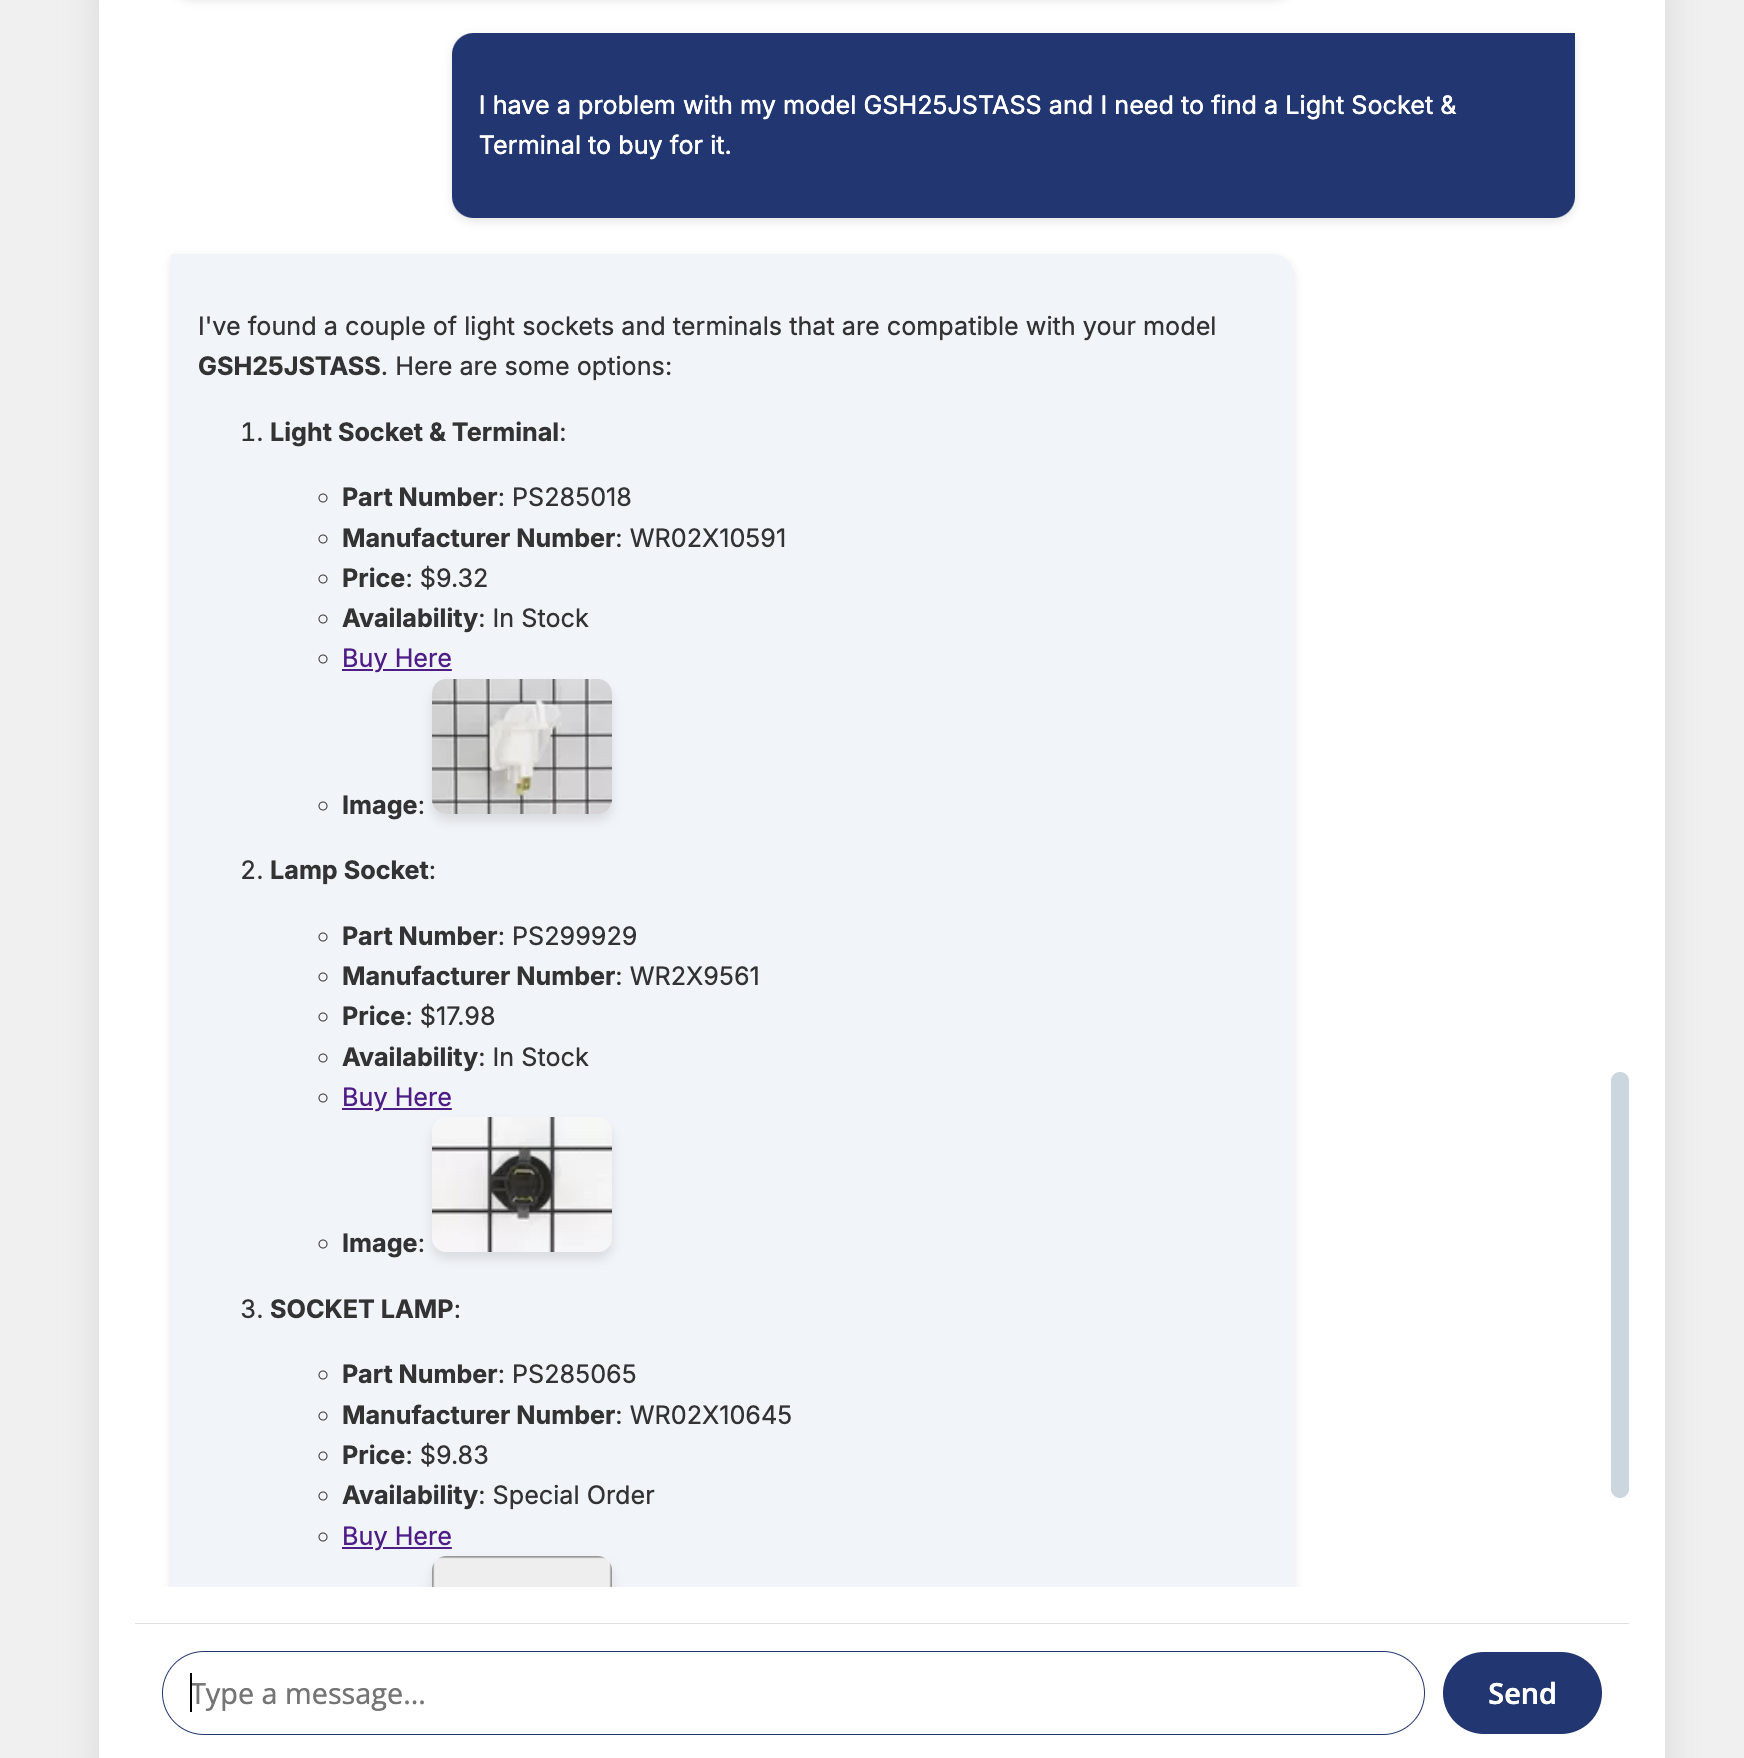 I have a problem with my model GSH25JSTASS and I need to find a Light Socket &
Terminal to buy for it.
I've found a couple of light sockets and terminals that are compatible with your model
GSH25JSTASS. Here are some options:
1. Light Socket & Terminal:
Part Number: PS285018
Manufacturer Number: WR02X10591
Price: $9.32
Availability: In Stock
Buy Here
Image:
2. Lamp Socket:
Part Number: PS299929
Manufacturer Number: WR2X9561
Price: $17.98
Availability: In Stock
Buy Here
Image:
3. SOCKET LAMP:
Part Number: PS285065
Manufacturer Number: WR02X10645
Price: $9.83
Availability: Special Order
Buy Here
Type a message...
Send